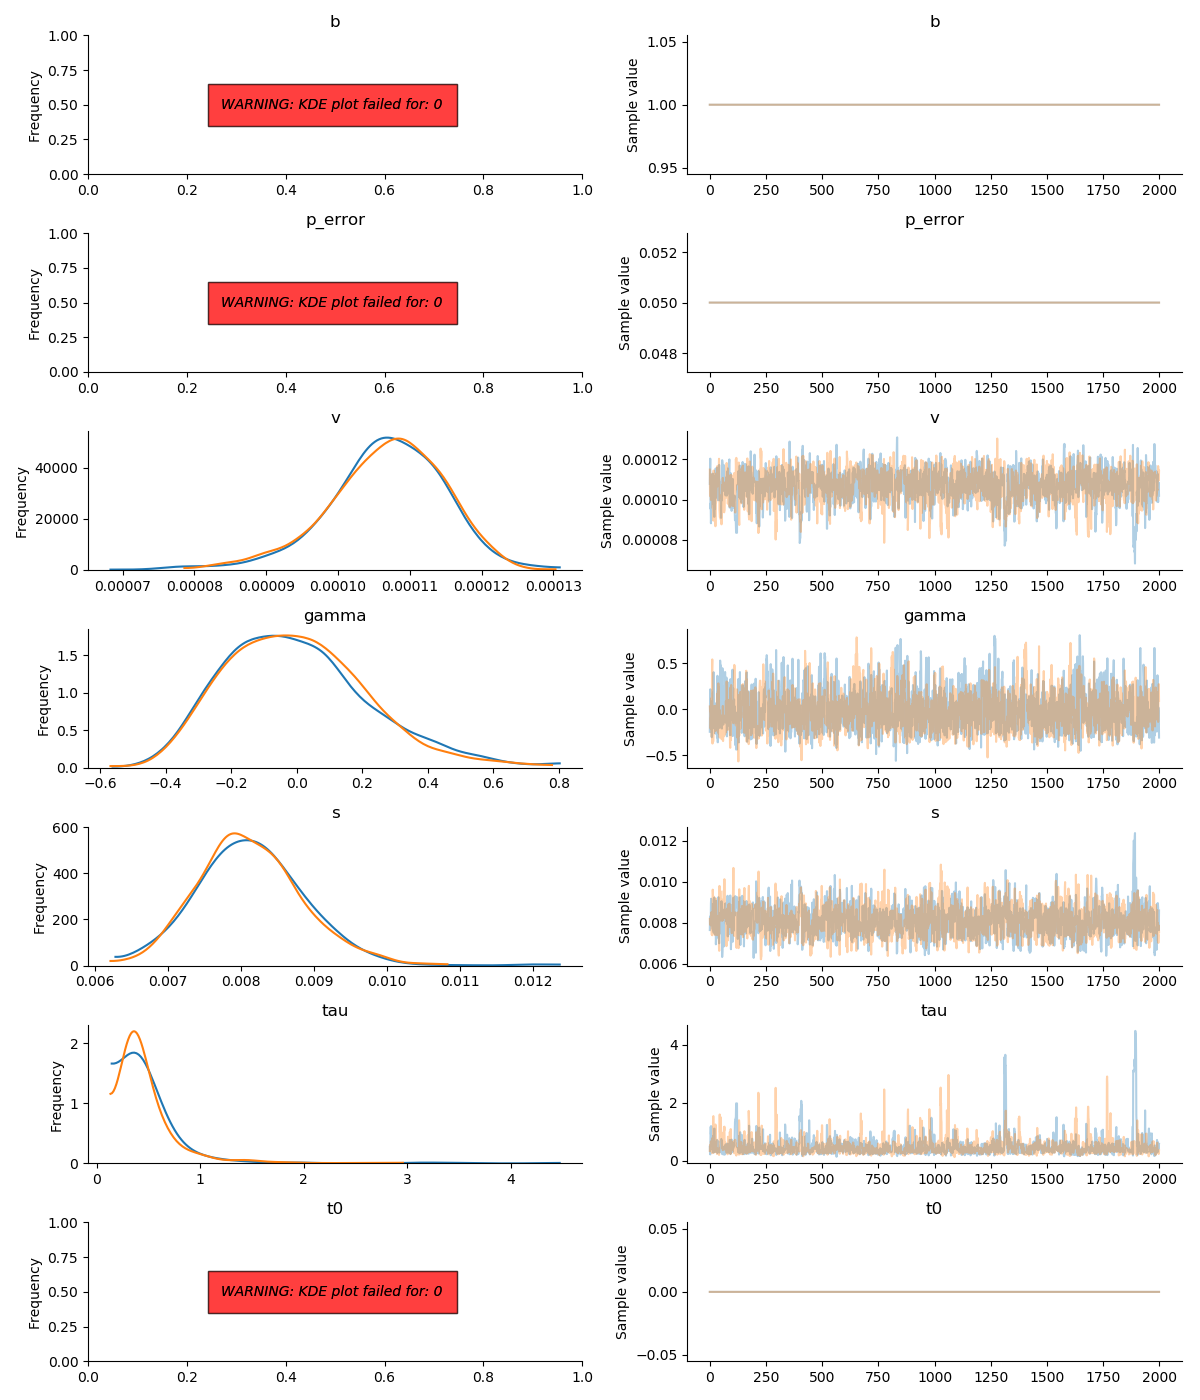 b
1.00
0.75
0.50
0.25
0.00
Frequency
WARNING: KDE plot failed for: 0
0.0 0.2 0.4 0.6 0.8 1.0
b
1.05
1.00
0.95
Sample value
0 250 500 750 1000 1250 1500 1750 2000
p_error
1.00
0.75
0.50
0.25
0.00
Frequency
WARNING: KDE plot failed for: 0
0.0 0.2 0.4 0.6 0.8 1.0
p_error
0.052
0.050
0.048
Sample value
0 250 500 750 1000 1250 1500 1750 2000
v
40000
20000
0
Frequency
0.00007 0.00008 0.00009 0.00010 0.00011 0.00012 0.00013
v
0.00012
0.00010
0.00008
Sample value
0 250 500 750 1000 1250 1500 1750 2000
gamma
1.5
1.0
0.5
0.0
Frequency
−0.6 −0.4 −0.2 0.0 0.2 0.4 0.6 0.8
gamma
0.5
0.0
−0.5
Sample value
0 250 500 750 1000 1250 1500 1750 2000
s
600
400
200
0
Frequency
0.006 0.007 0.008 0.009 0.010 0.011 0.012
s
0.012
0.010
0.008
0.006
Sample value
0 250 500 750 1000 1250 1500 1750 2000
tau
2
1
0
Frequency
0 1 2 3 4
tau
4
2
0
Sample value
0 250 500 750 1000 1250 1500 1750 2000
t0
1.00
0.75
0.50
0.25
0.00
Frequency
WARNING: KDE plot failed for: 0
0.0 0.2 0.4 0.6 0.8 1.0
t0
0.05
0.00
−0.05
Sample value
0 250 500 750 1000 1250 1500 1750 2000